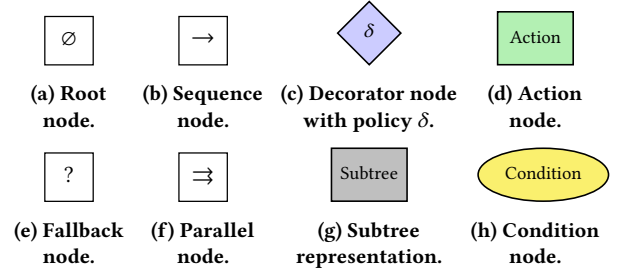 ∅ → δ Action
(a) Root (b) Sequence (c) Decorator node (d) Action
node. node. with policy δ. node.
? ⇉ Subtree Condition
(e) Fallback (f) Parallel (g) Subtree (h) Condition
node. node. representation. node.